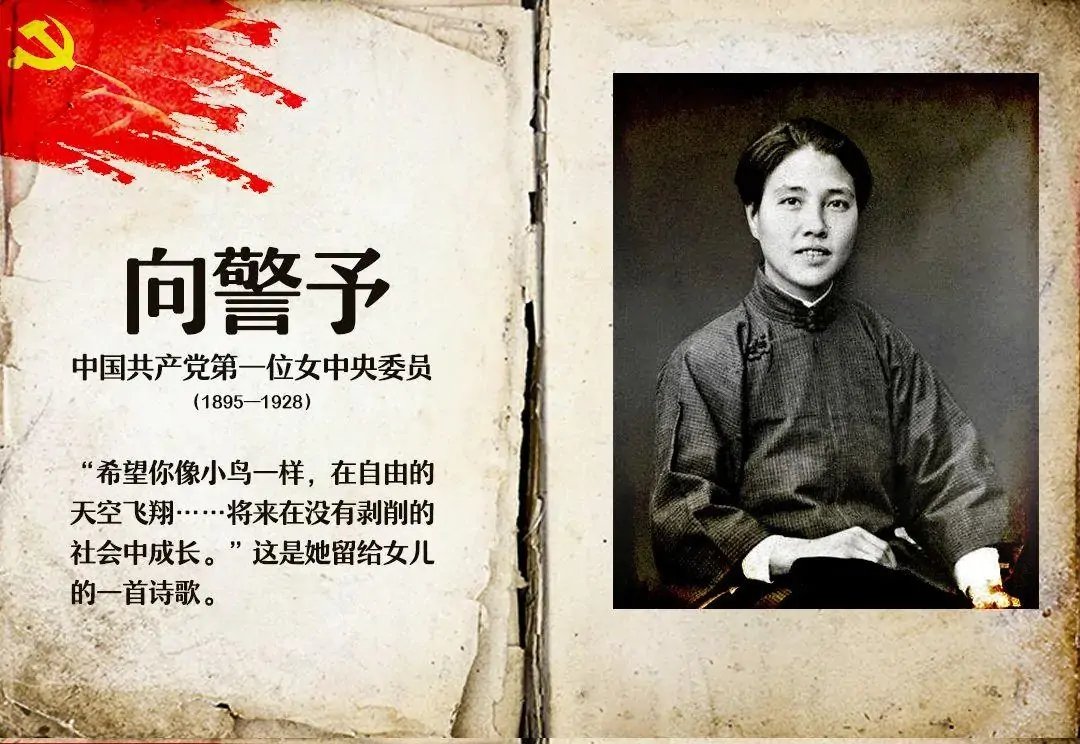 向警予
中国共产党第一位女中央委员
（1895—1928）
“希望你像小鸟一样，在自由的
天空飞翔……将来在没有剥削的
社会中成长。”这是她留给女儿
的一首诗歌。